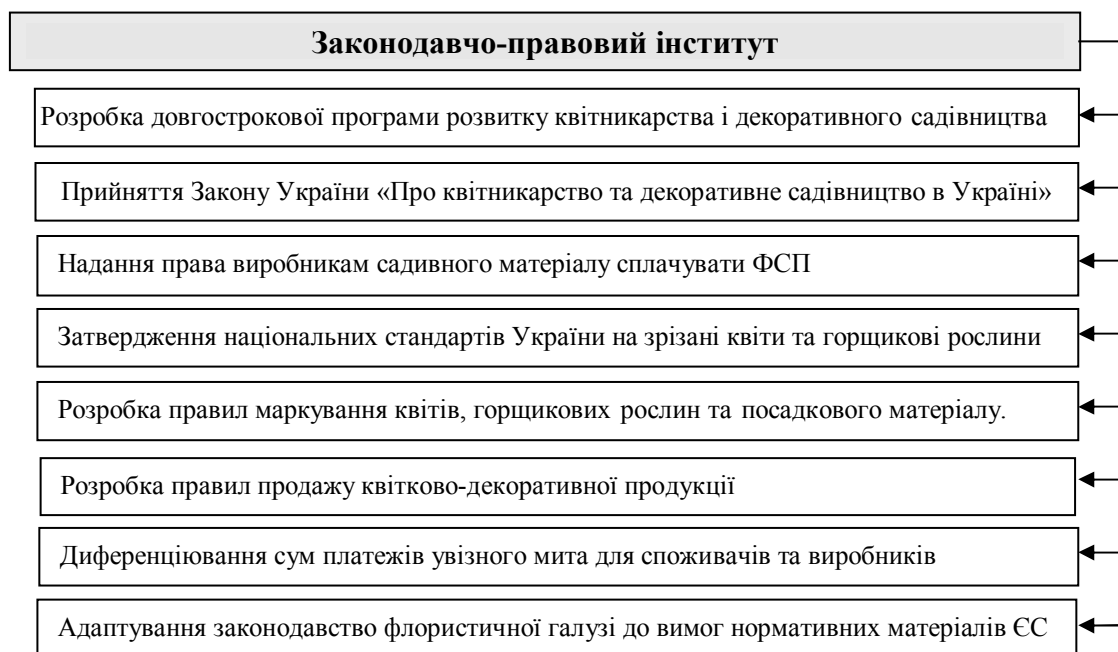 Законодавчо-правовий інститут
Розробка довгострокової програми розвитку квітникарства і декоративного садівництва
Прийняття Закону України «Про квітникарство та декоративне садівництво в Україні»
Надання права виробникам садивного матеріалу сплачувати ФСП
Затвердження національних стандартів України на зрізані квіти та горщикові рослини
Розробка правил маркування квітів, горщикових рослин та посадкового матеріалу.
Розробка правил продажу квітково-декоративної продукції
Диференціювання сум платежів увізного мита для споживачів та виробників
Адаптування законодавство флористичної галузі до вимог нормативних матеріалів ЄС